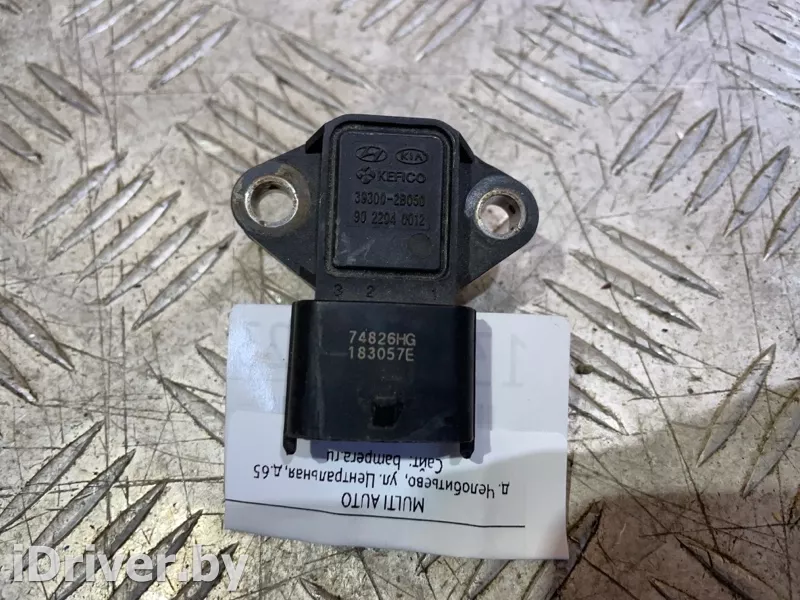 KIA
KEFICO
39300-2B050
90 2204 0012
3 2 1
74826HG
183057E
MULTI AUTO
д. Челобитьево, ул. Центральная, д.65
Сайт: bampera.ru
iDriver.by